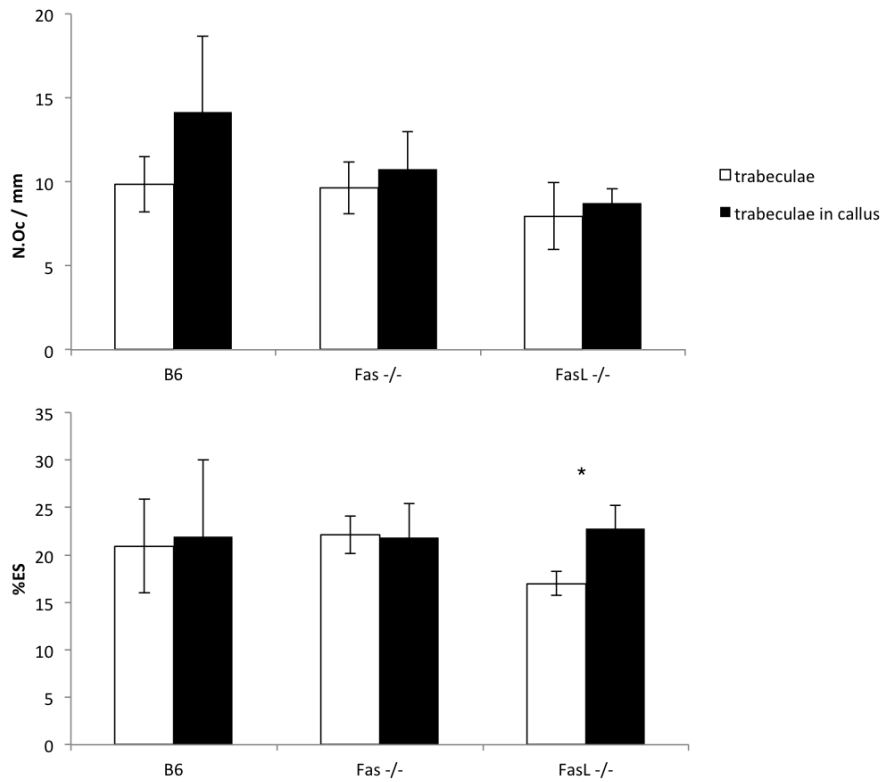 20
15
10
5
0
N.Oc / mm
B6
Fas -/-
FasL -/-
trabeculae
trabeculae in callus
35
30
25
20
15
10
5
0
%ES
*
B6
Fas -/-
FasL -/-